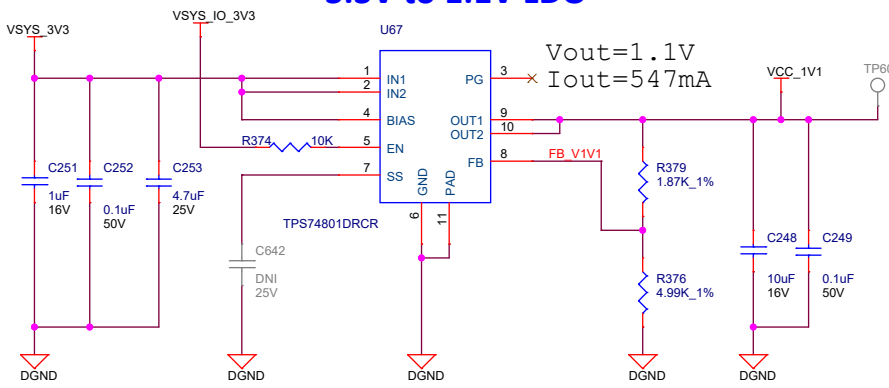 3.3V to 1.1V LDO
VSYS_3V3
VSYS_IO_3V3
U67
Vout=1.1V
Iout=547mA
VCC_1V1
1
IN1
2
IN2
4
BIAS
5
EN
7
SS
PG
3
OUT1
9
OUT2
10
FB
8
FB_V1V1
GND
6
PAD
11
TPS74801DRCR
R374
10K
C251
1uF
16V
C252
0.1uF
50V
C253
4.7uF
25V
C642
DNI
25V
R379
1.87K_1%
R376
4.99K_1%
C248
10uF
16V
C249
0.1uF
50V
DGND
DGND
DGND
DGND
DGND